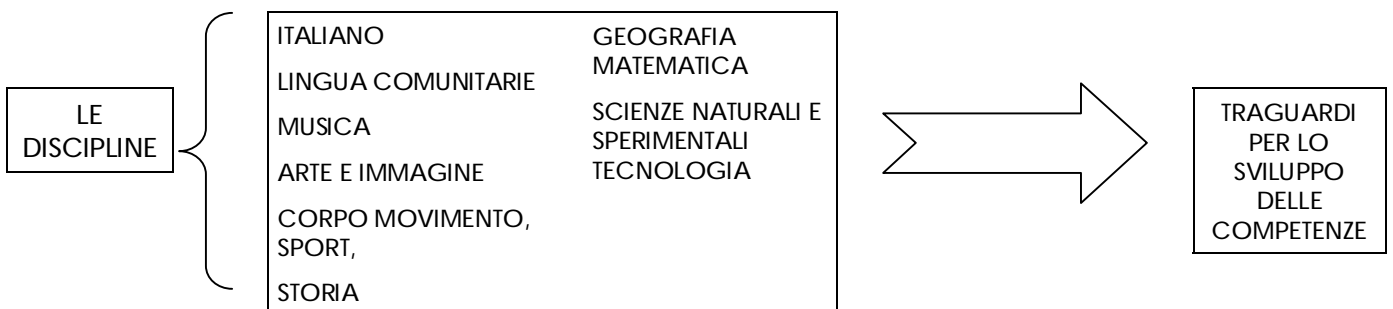 LE
DISCIPLINE
ITALIANO
LINGUA COMUNITARIE
MUSICA
ARTE E IMMAGINE
CORPO MOVIMENTO,
SPORT,
STORIA
GEOGRAFIA
MATEMATICA
SCIENZE NATURALI E
SPERIMENTALI
TECNOLOGIA
TRAGUARDI
PER LO
SVILUPPO
DELLE
COMPETENZE